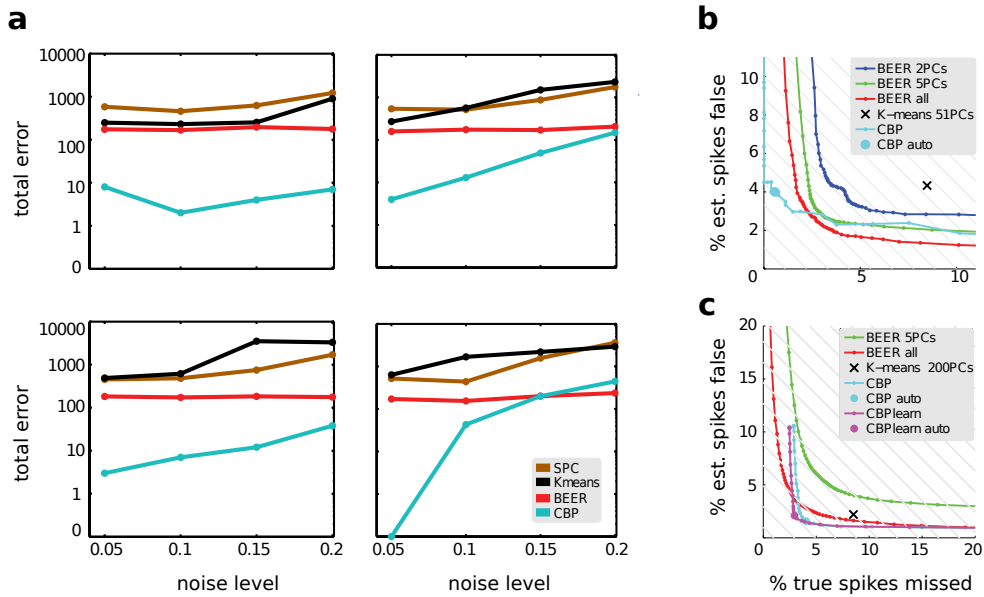 a
10000
1000
100
10
1
0
total error
10000
1000
100
10
1
0
total error
0.05 0.1 0.15 0.2
noise level
0.05 0.1 0.15 0.2
noise level
SPC
Kmeans
BEER
CBP
b
10
8
6
4
2
0
5
10
% est. spikes false
BEER 2PCs
BEER 5PCs
BEER all
K-means 51PCs
CBP
CBP auto
c
20
15
10
5
0 5 10 15 20
% est. spikes false
% true spikes missed
BEER 5PCs
BEER all
K-means 200PCs
CBP
CBP auto
CBPlearn
CBPlearn auto